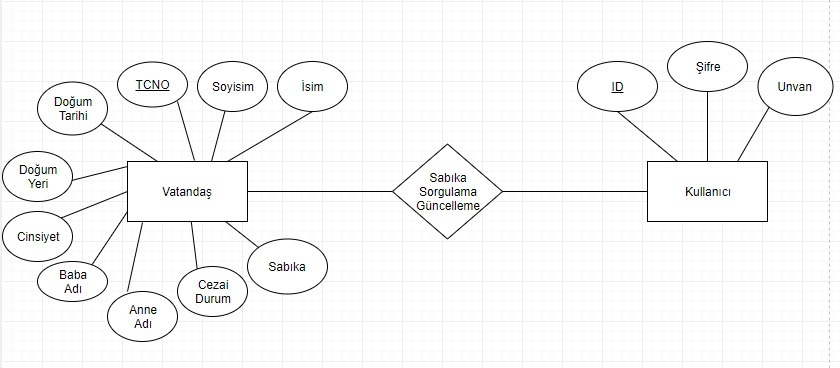 TCNO
Soyisim
İsim
Doğum
Tarihi
Doğum
Yeri
Cinsiyet
Baba
Adı
Anne
Adı
Cezai
Durum
Sabıka
Vatandaş
Sabıka
Sorgulama
Güncelleme
ID
Şifre
Unvan
Kullanıcı